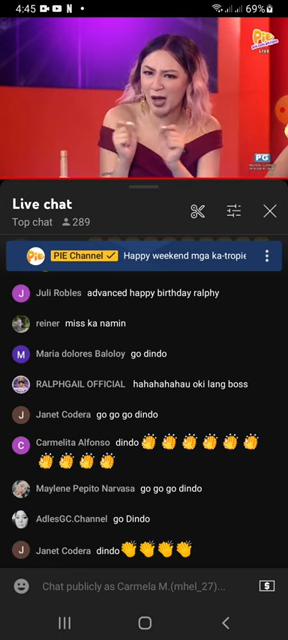 4:45
69%
Pie
LIVE
PG
Live chat
Top chat 289
Pie PIE Channel Happy weekend mga ka-tropie
J Juli Robles advanced happy birthday ralphy
reiner miss ka namin
M Maria dolores Baloloy go dindo
RALPHGAIL OFFICIAL hahahahahau oki lang boss
J Janet Codera go go go dindo
C Carmelita Alfonso dindo 👏👏👏👏👏👏
👏👏👏👏
Maylene Pepito Narvasa go go go dindo
AdlesGC.Channel go Dindo
J Janet Codera dindo👏👏👏👏
Chat publicly as Carmela M.(mhel_27)...